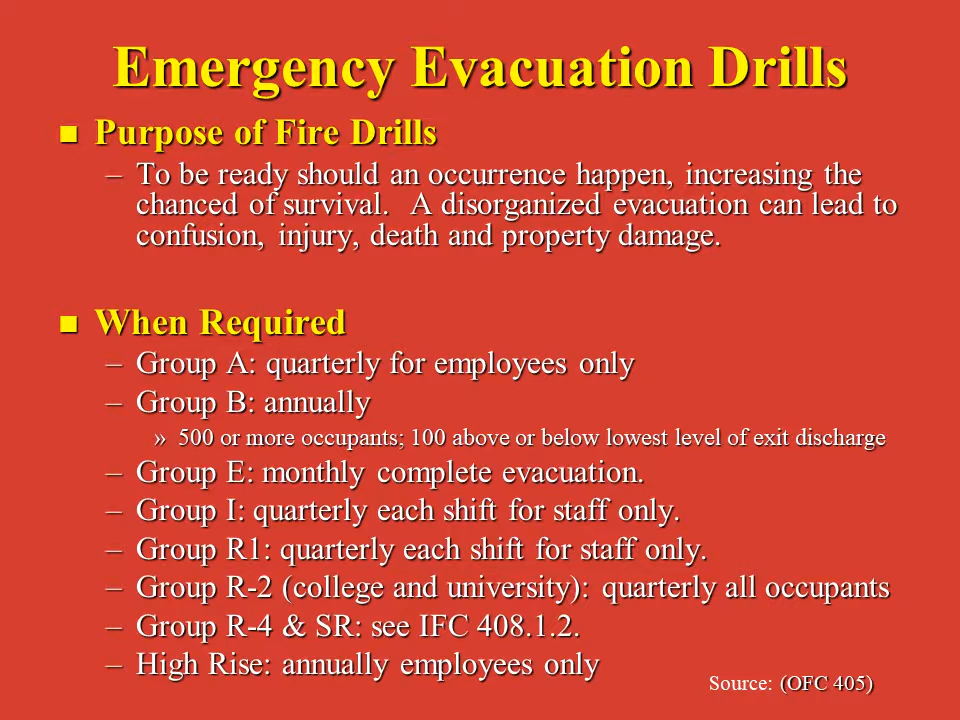 Emergency Evacuation Drills
Purpose of Fire Drills
–To be ready should an occurrence happen, increasing the
chanced of survival. A disorganized evacuation can lead to
confusion, injury, death and property damage.
When Required
–Group A: quarterly for employees only
–Group B: annually
» 500 or more occupants; 100 above or below lowest level of exit discharge
–Group E: monthly complete evacuation.
–Group I: quarterly each shift for staff only.
–Group R1: quarterly each shift for staff only.
–Group R-2 (college and university): quarterly all occupants
–Group R-4 & SR: see IFC 408.1.2.
–High Rise: annually employees only
Source: (OFC 405)